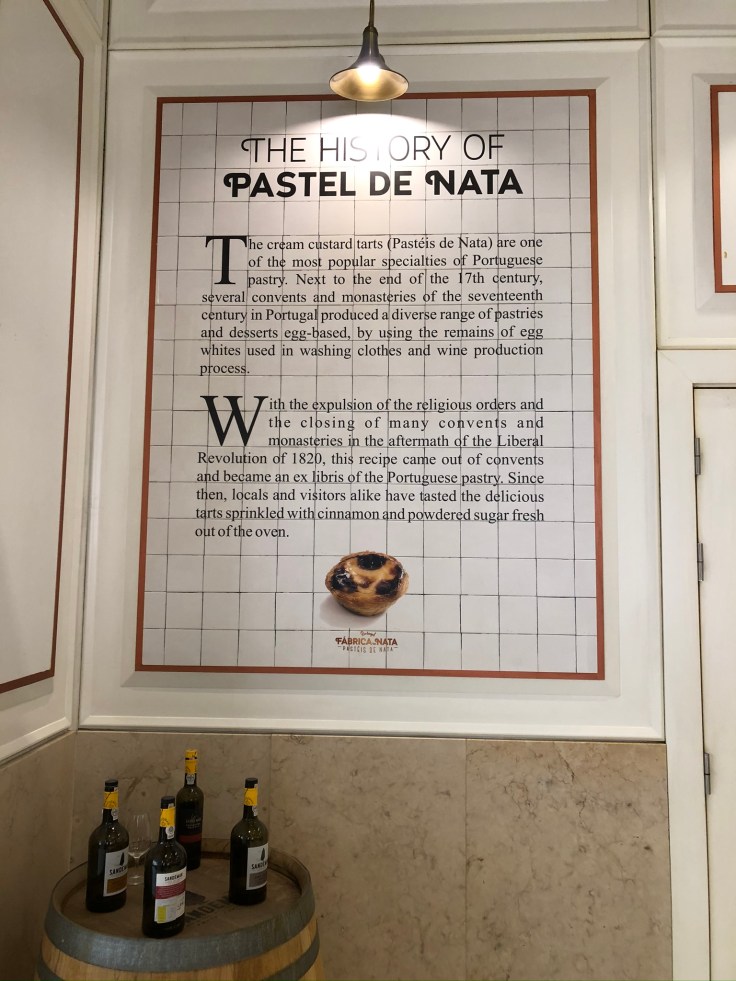 THE HISTORY OF
PASTEL DE NATA
The cream custard tarts (Pastéis de Nata) are one
of the most popular specialties of Portuguese
pastry. Next to the end of the 17th century,
several convents and monasteries of the seventeenth
century in Portugal produced a diverse range of pastries
and desserts egg-based, by using the remains of egg
whites used in washing clothes and wine production
process.
With the expulsion of the religious orders and
the closing of many convents and
monasteries in the aftermath of the Liberal
Revolution of 1820, this recipe came out of convents
and became an ex libris of the Portuguese pastry. Since
then, locals and visitors alike have tasted the delicious
tarts sprinkled with cinnamon and powdered sugar fresh
out of the oven.
FÁBRICA DA NATA
PASTÉIS DE NATA
SANDEMAN